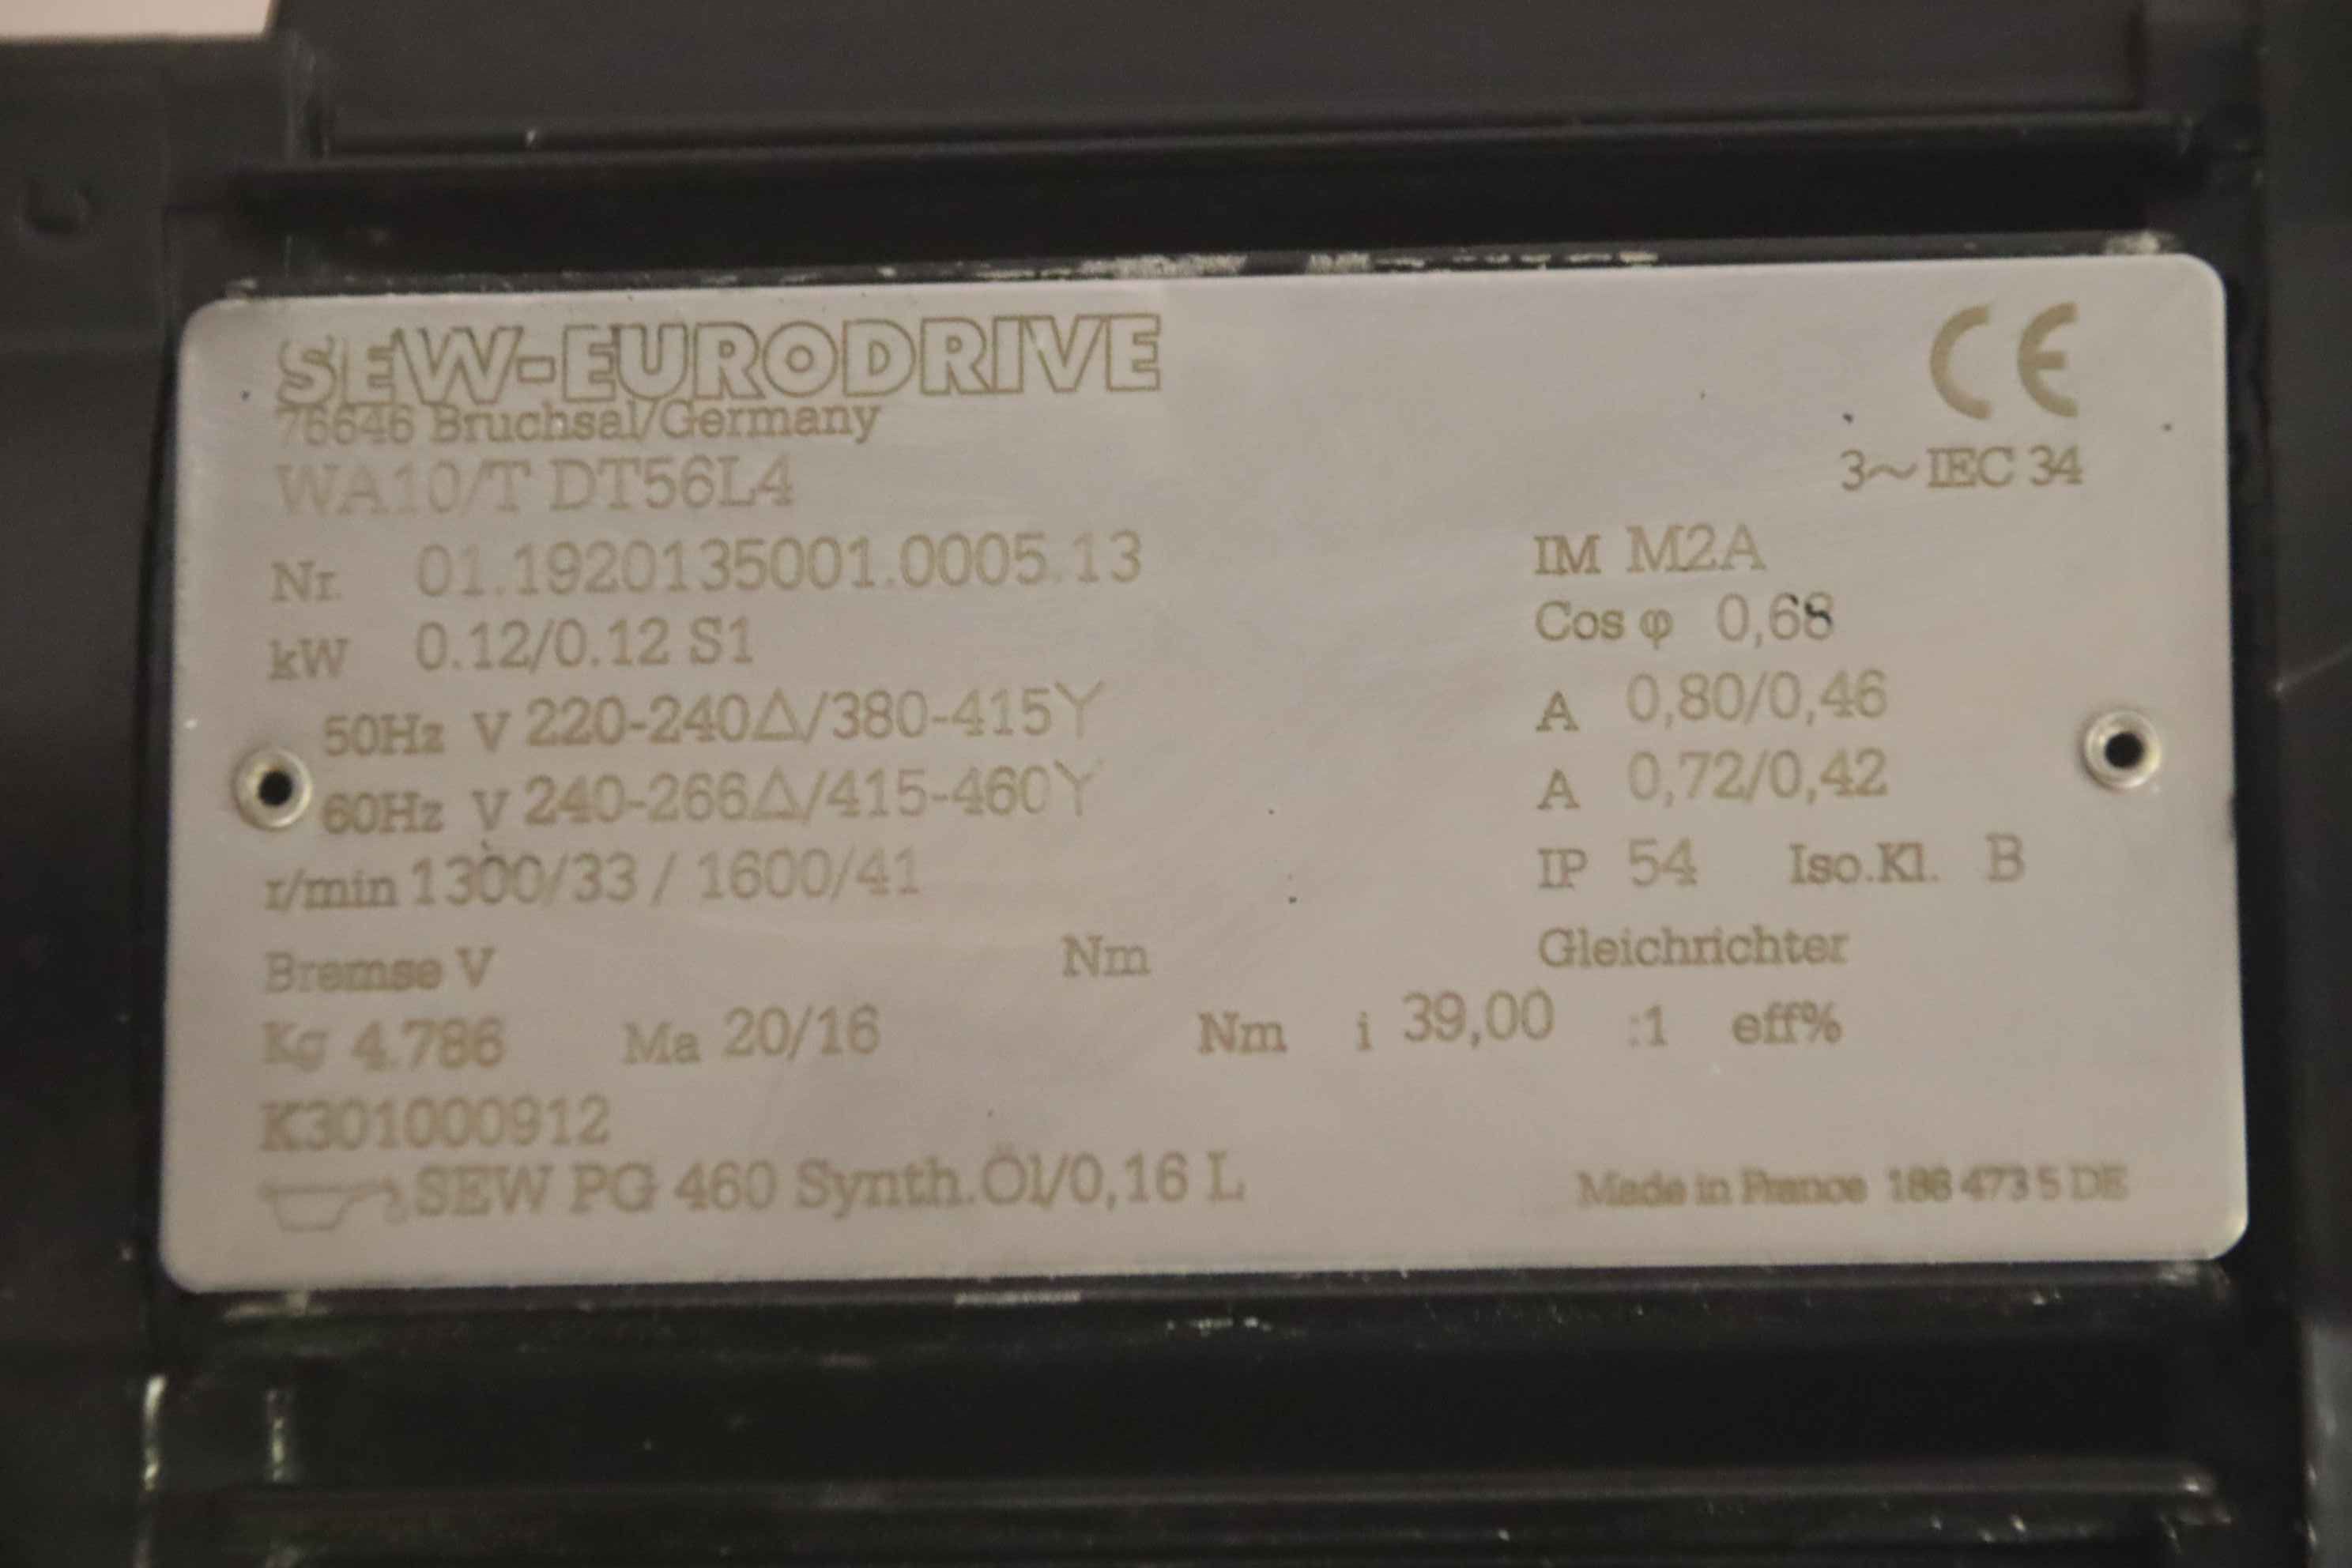 SEW-EURODRIVE
76646 Bruchsal/Germany
CE
WA10/T DT56L4
3~ IEC 34
Nr. 01.1920135001.0005.13
IM M2A
kW 0.12/0.12 S1
Cos φ 0,68
50Hz V 220-240Δ/380-415Y
A 0,80/0,46
60Hz V 240-266Δ/415-460Y
A 0,72/0,42
r/min 1300/33 / 1600/41
IP 54 Iso.Kl. B
Bremse V Nm Gleichrichter
Kg 4.786 Ma 20/16 Nm i 39,00 :1 eff%
K301000912
SEW PG 460 Synth.Öl/0,16 L
Made in France 188 473 5 DE